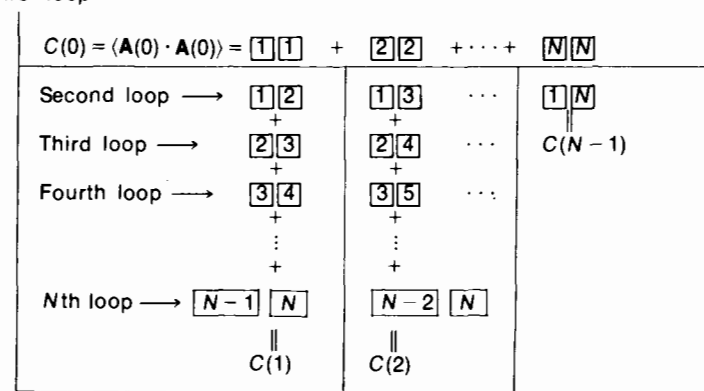 C(0) = ⟨A(0) · A(0)⟩ = 1 1 + 2 2 + · · · + N N
Second loop ⟶ 1 2 1 3 · · · 1 N
+ +
Third loop ⟶ 2 3 2 4 · · · C(N − 1)
+ +
Fourth loop ⟶ 3 4 3 5 · · ·
+ +
⋮ ⋮
+ +
Nth loop ⟶ N − 1 N N − 2 N
‖ ‖
C(1) C(2)